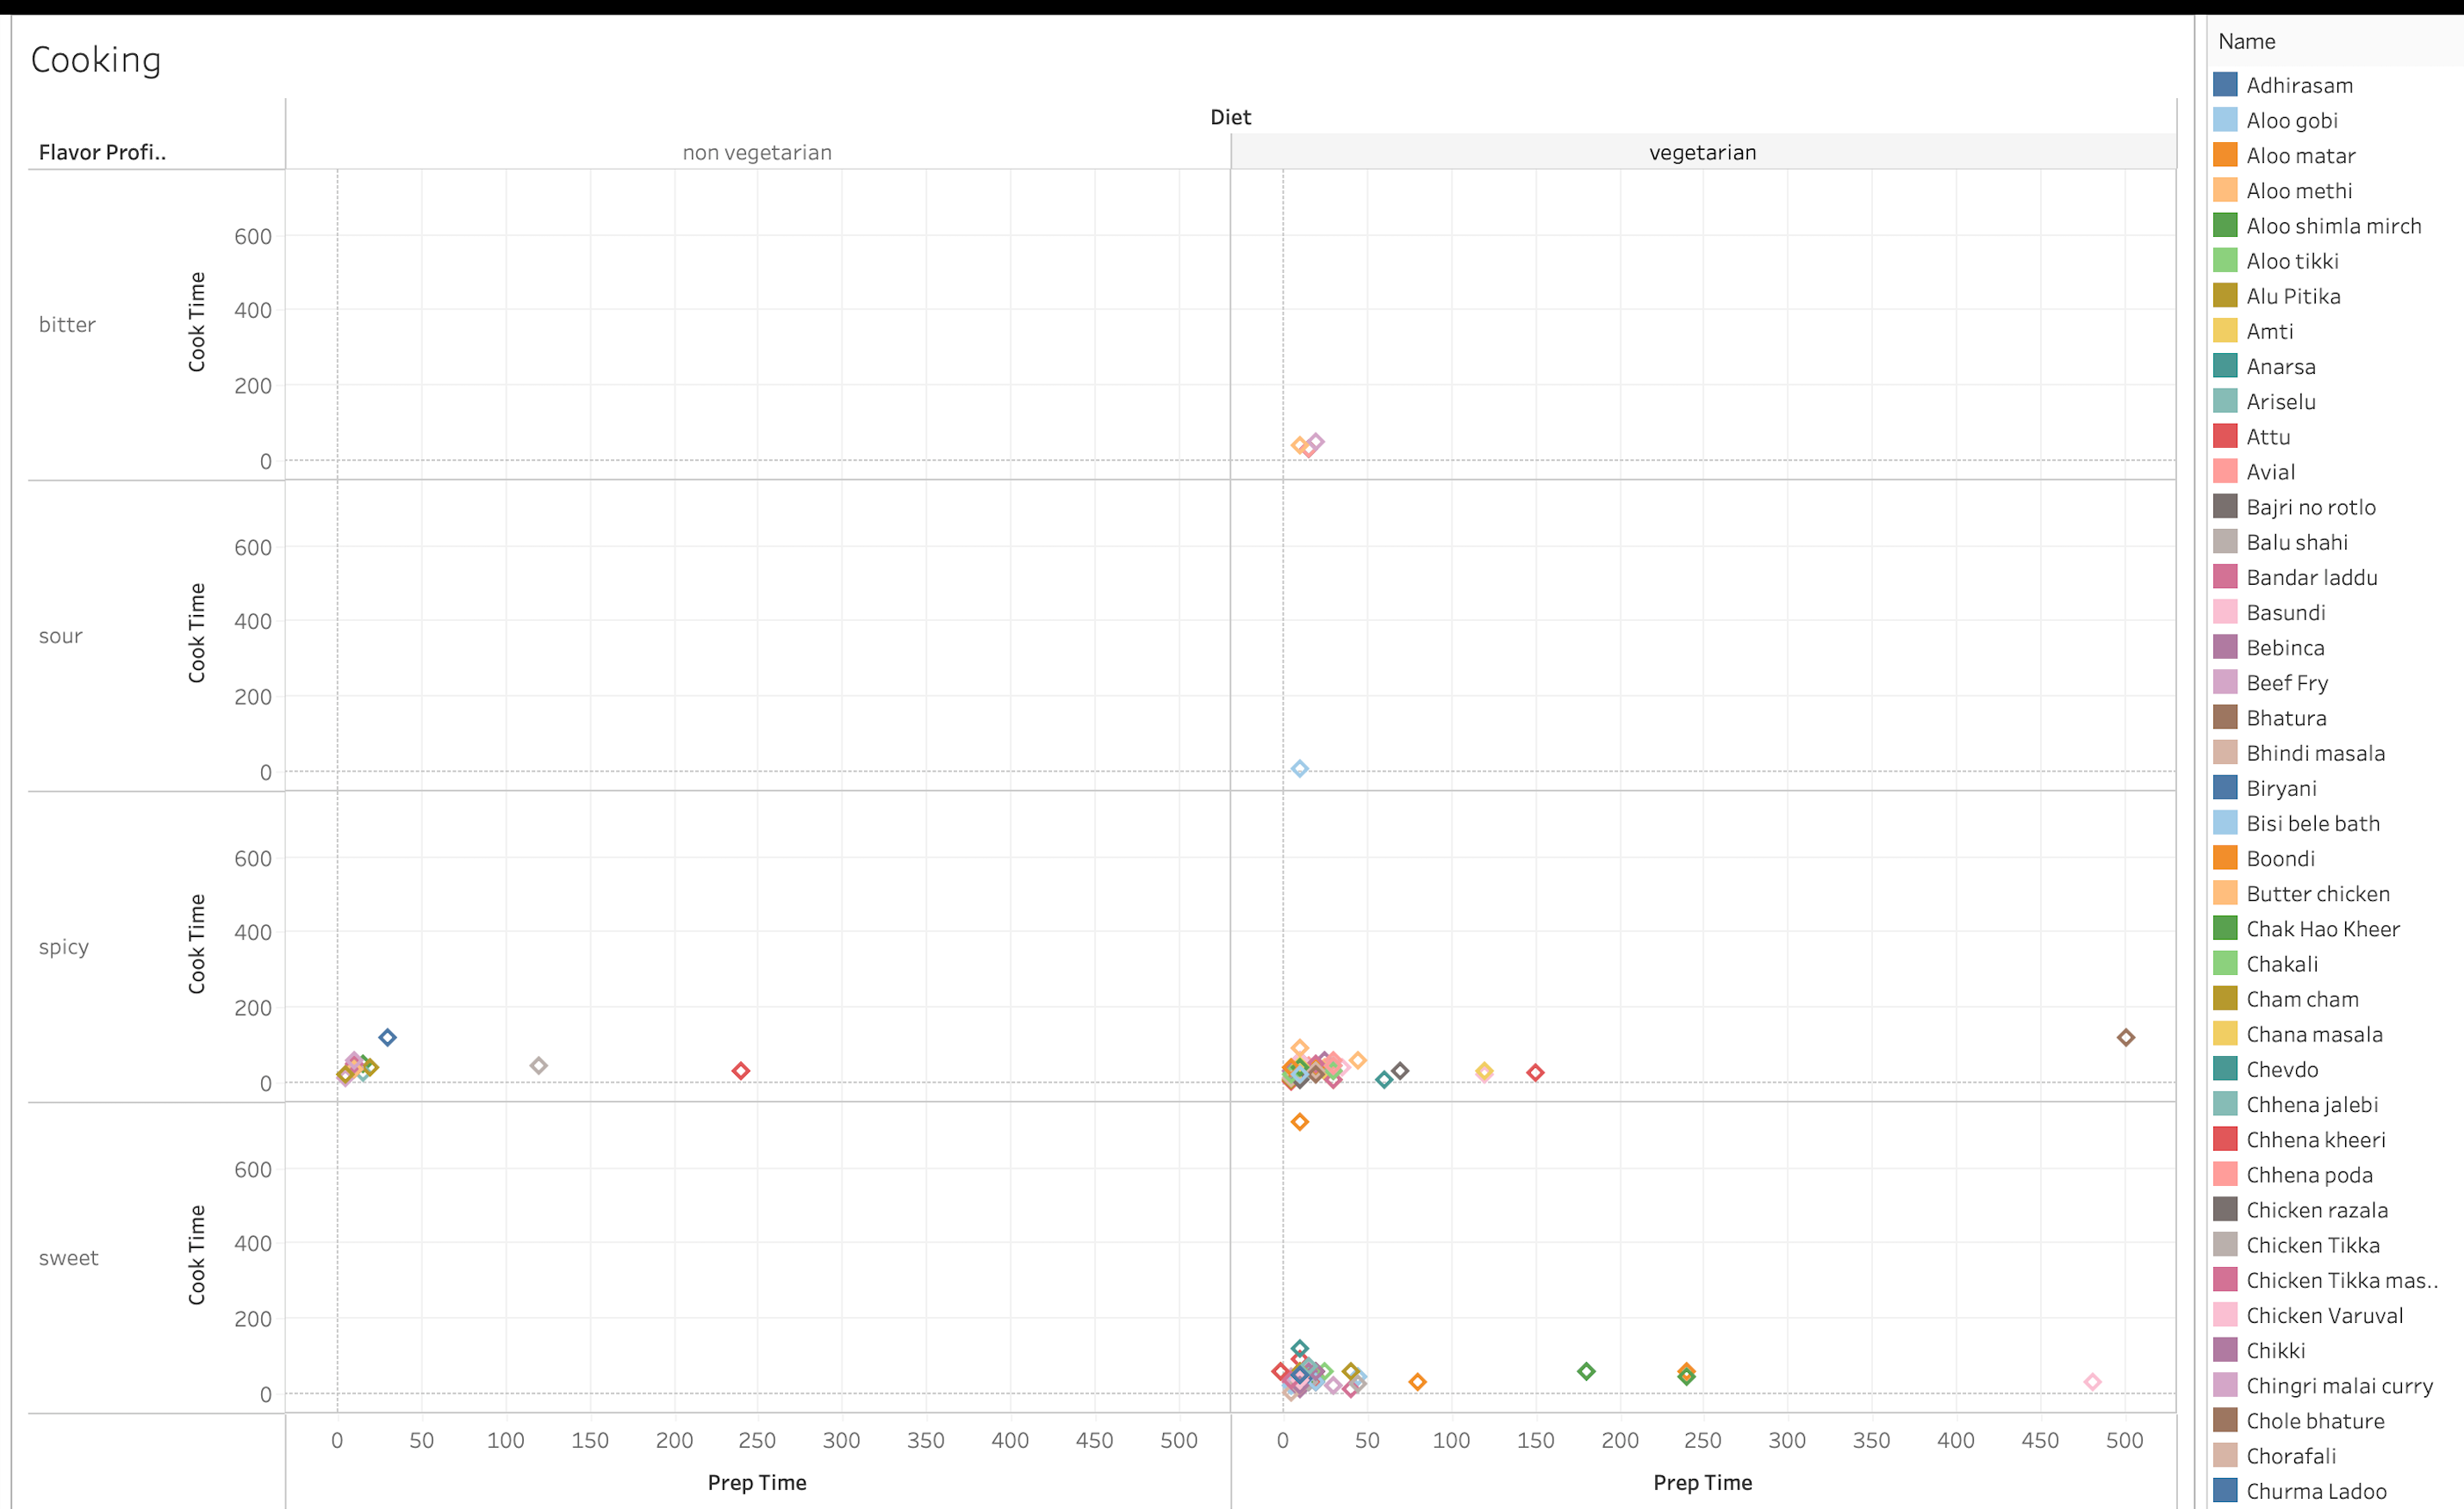 Cooking
Diet
Flavor Profi..
non vegetarian
vegetarian
bitter
Cook Time
600
400
200
0
sour
Cook Time
600
400
200
0
spicy
Cook Time
600
400
200
0
sweet
Cook Time
600
400
200
0
0 50 100 150 200 250 300 350 400 450 500
0 50 100 150 200 250 300 350 400 450 500
Prep Time
Prep Time
Name
Adhirasam
Aloo gobi
Aloo matar
Aloo methi
Aloo shimla mirch
Aloo tikki
Alu Pitika
Amti
Anarsa
Ariselu
Attu
Avial
Bajri no rotlo
Balu shahi
Bandar laddu
Basundi
Bebinca
Beef Fry
Bhatura
Bhindi masala
Biryani
Bisi bele bath
Boondi
Butter chicken
Chak Hao Kheer
Chakali
Cham cham
Chana masala
Chevdo
Chhena jalebi
Chhena kheeri
Chhena poda
Chicken razala
Chicken Tikka
Chicken Tikka mas..
Chicken Varuval
Chikki
Chingri malai curry
Chole bhature
Chorafali
Churma Ladoo